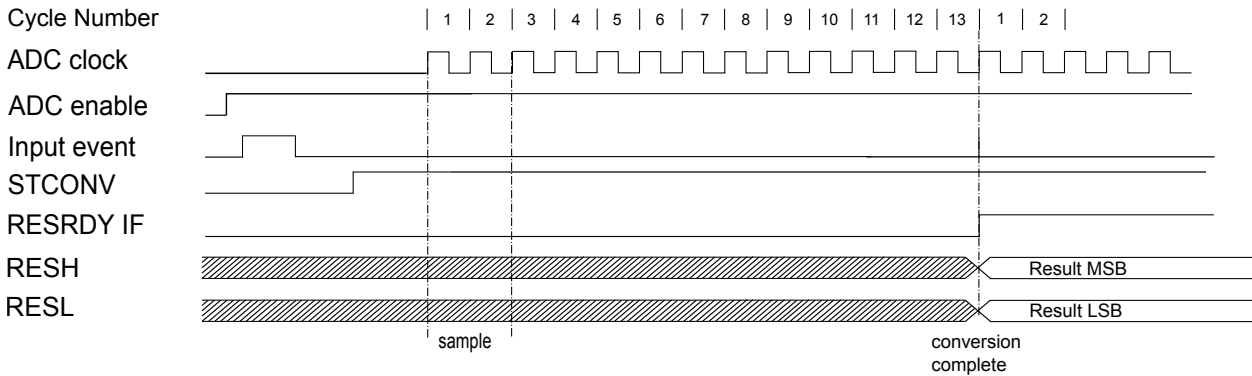 Cycle Number 1 2 3 4 5 6 7 8 9 10 11 12 13 1 2
ADC clock
ADC enable
Input event
STCONV
RESRDY IF
RESH Result MSB
RESL Result LSB
sample
conversion
complete